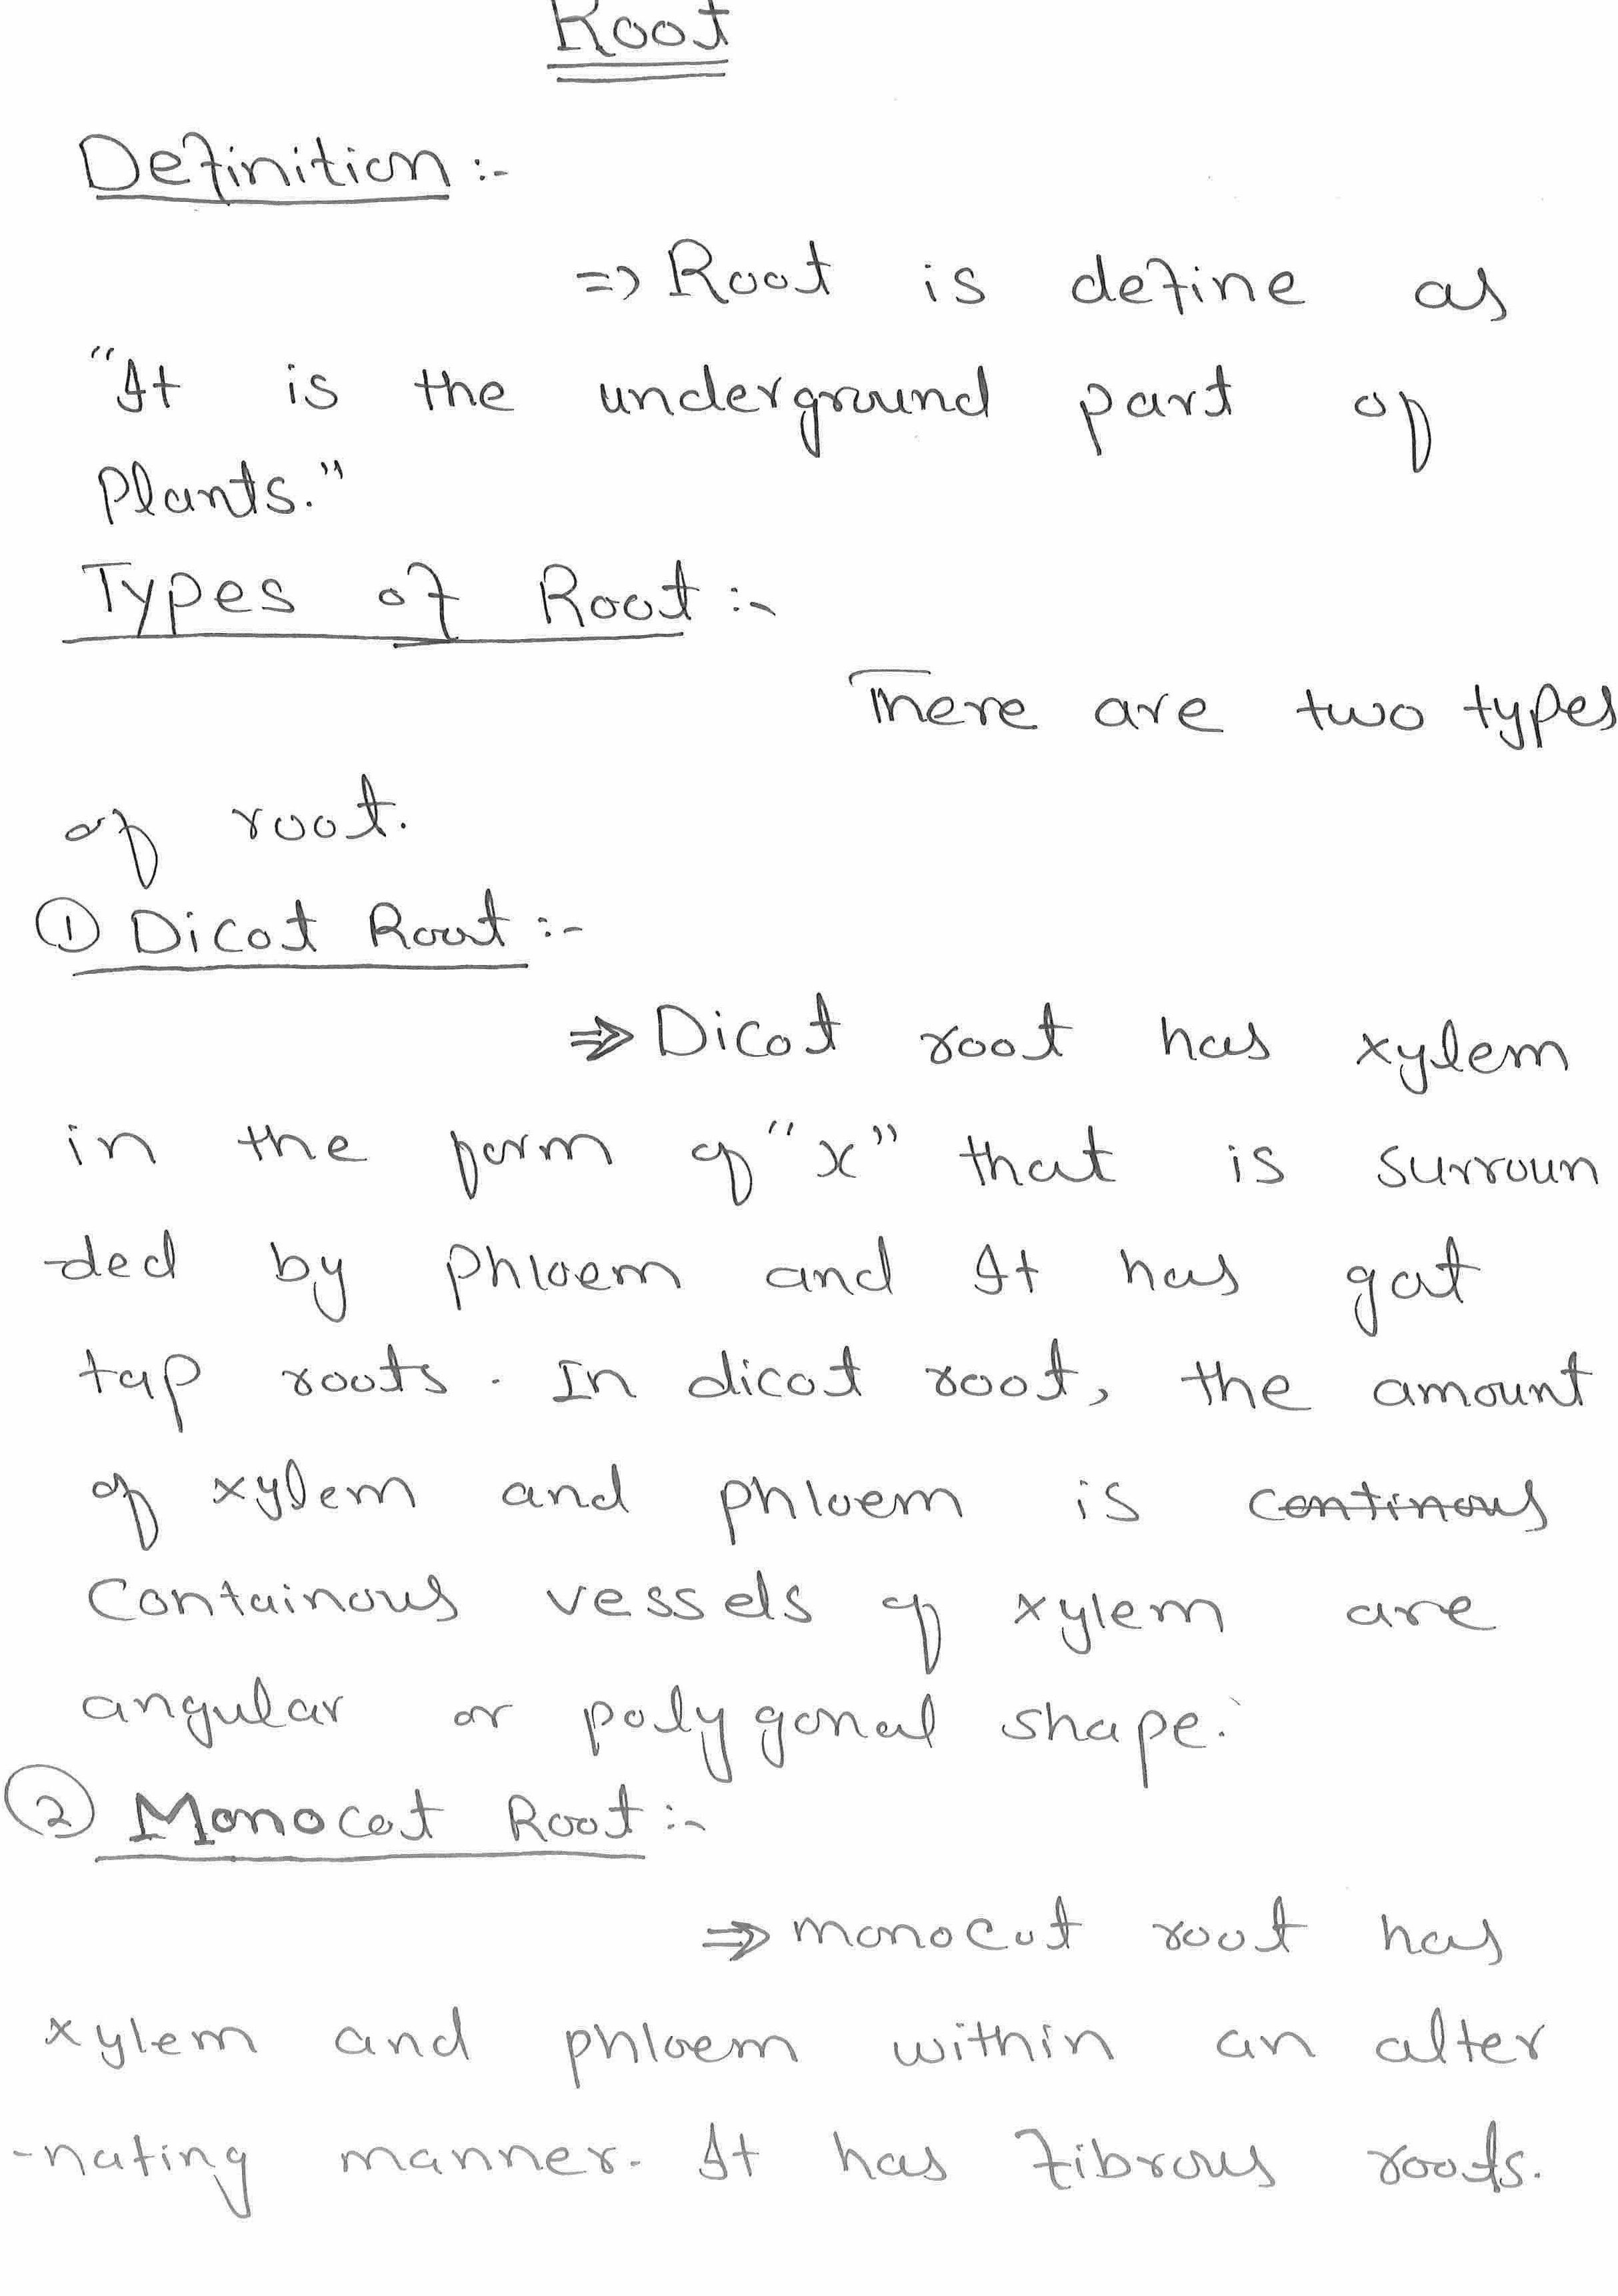 Root
Definition :-
=> Root is define as
"It is the underground part of
Plants."
Types of Root :-
There are two types
of root.
① Dicot Root :-
=> Dicot root has xylem
in the form of "x" that is surroun
-ded by Phloem and It has got
tap roots. In dicot root, the amount
of xylem and phloem is continous
Containous vessels of xylem are
angular or polygonal shape.
② Monocot Root :-
=> monocot root has
xylem and phloem within an alter
-nating manner. It has fibrous roots.